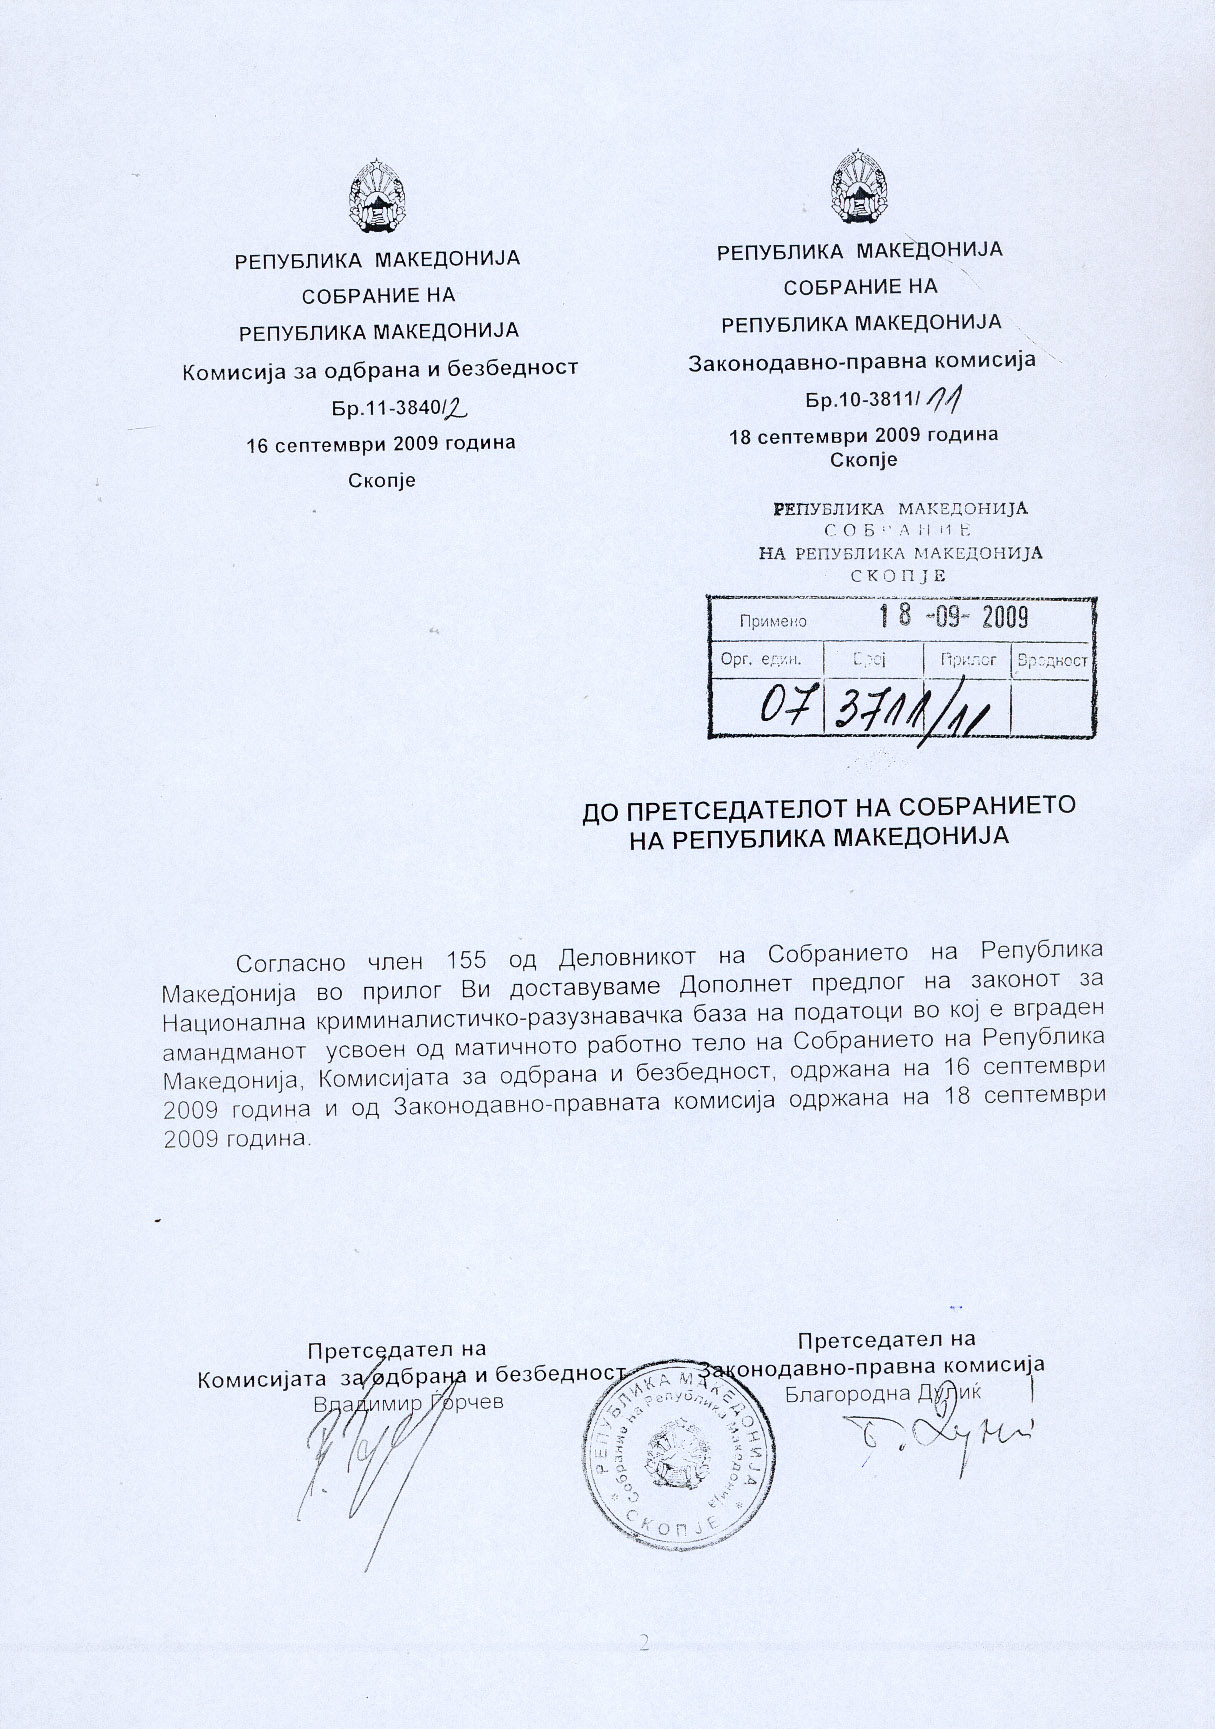 РЕПУБЛИКА МАКЕДОНИЈА
СОБРАНИЕ НА
РЕПУБЛИКА МАКЕДОНИЈА
Комисија за одбрана и безбедност
Бр.11-3840/2
16 септември 2009 година
Скопје
РЕПУБЛИКА МАКЕДОНИЈА
СОБРАНИЕ НА
РЕПУБЛИКА МАКЕДОНИЈА
Законодавно-правна комисија
Бр.10-3811/11
18 септември 2009 година
Скопје
РЕПУБЛИКА МАКЕДОНИЈА
СОБРАНИЕ
НА РЕПУБЛИКА МАКЕДОНИЈА
СКОПЈЕ
Примено 18 -09- 2009
Орг. един. Број Прилог Вредност
07 3711/11
ДО ПРЕТСЕДАТЕЛОТ НА СОБРАНИЕТО
НА РЕПУБЛИКА МАКЕДОНИЈА
Согласно член 155 од Деловникот на Собранието на Република
Македонија во прилог Ви доставуваме Дополнет предлог на законот за
Национална криминалистичко-разузнавачка база на податоци во кој е вграден
амандманот усвоен од матичното работно тело на Собранието на Република
Македонија, Комисијата за одбрана и безбедност, одржана на 16 септември
2009 година и од Законодавно-правната комисија одржана на 18 септември
2009 година.
Претседател на
Комисијата за одбрана и безбедност
Владимир Ѓорчев
Претседател на
Законодавно-правна комисија
Благородна Дулиќ
РЕПУБЛИКА МАКЕДОНИЈА
Собрание на Република Македонија
* СКОПЈЕ *
2